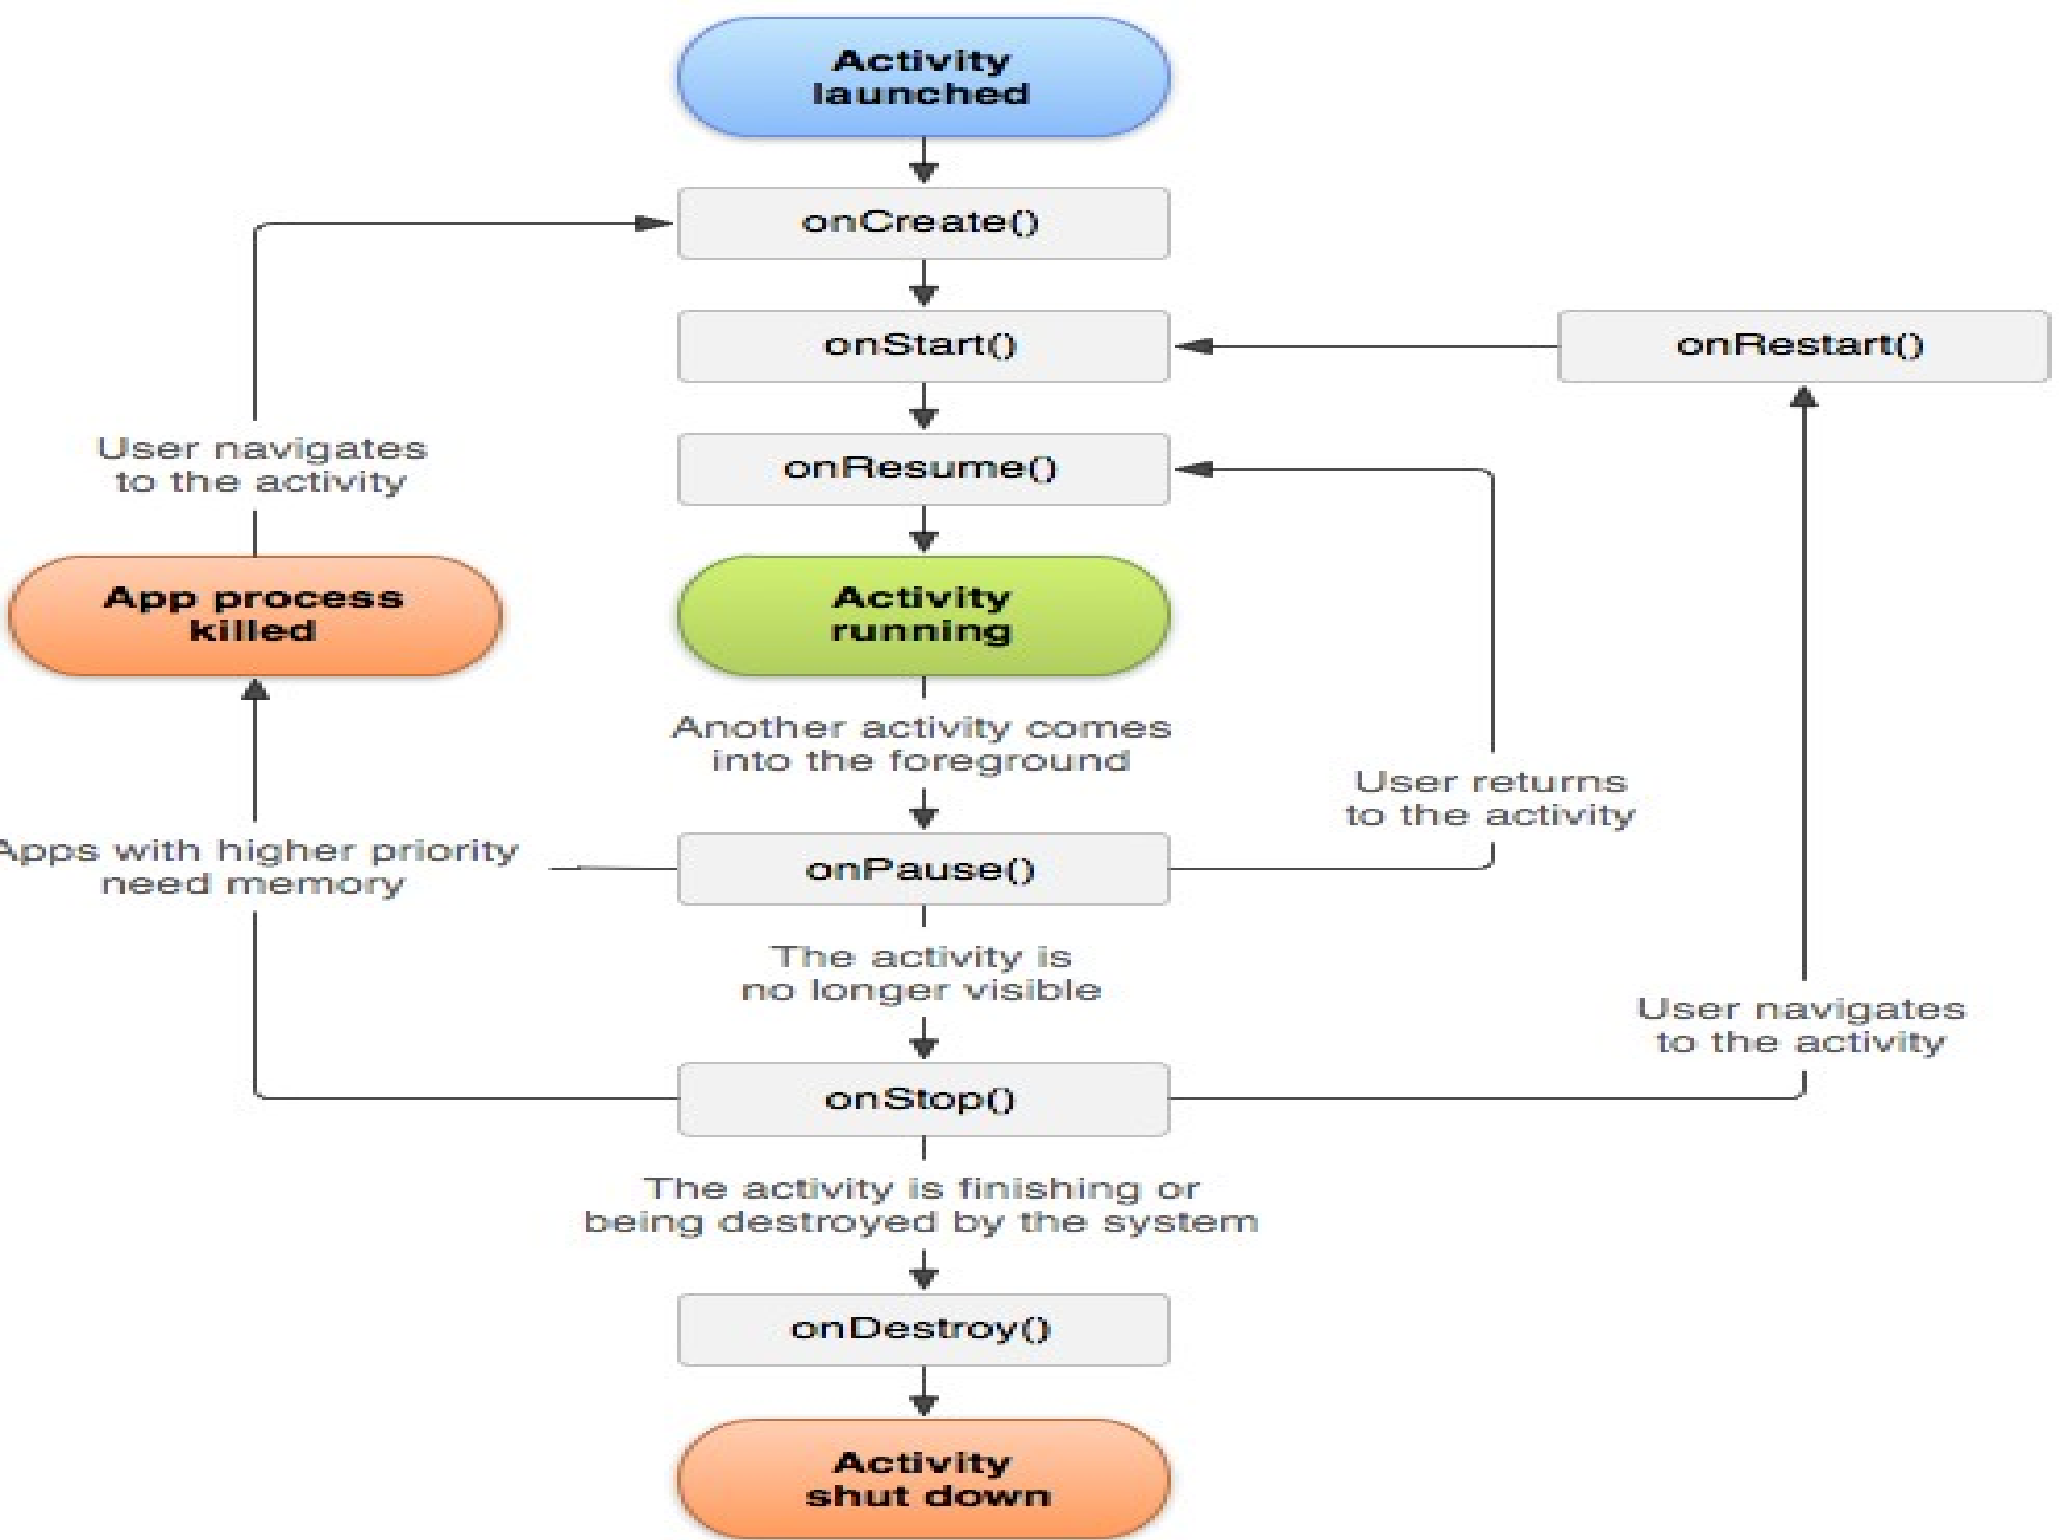 Activity
launched
onCreate()
onStart()
onRestart()
User navigates
to the activity
onResume()
App process
killed
Activity
running
Another activity comes
into the foreground
User returns
to the activity
Apps with higher priority
need memory
onPause()
The activity is
no longer visible
User navigates
to the activity
onStop()
The activity is finishing or
being destroyed by the system
onDestroy()
Activity
shut down